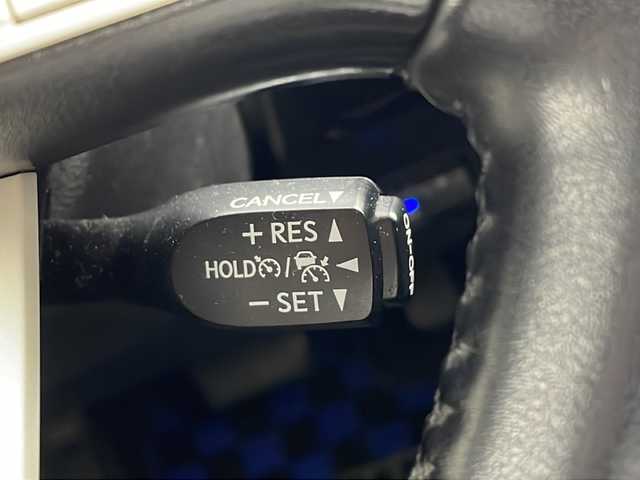 CANCEL▼
+ RES ▲
HOLD / ◀
− SET ▼
ON-OFF